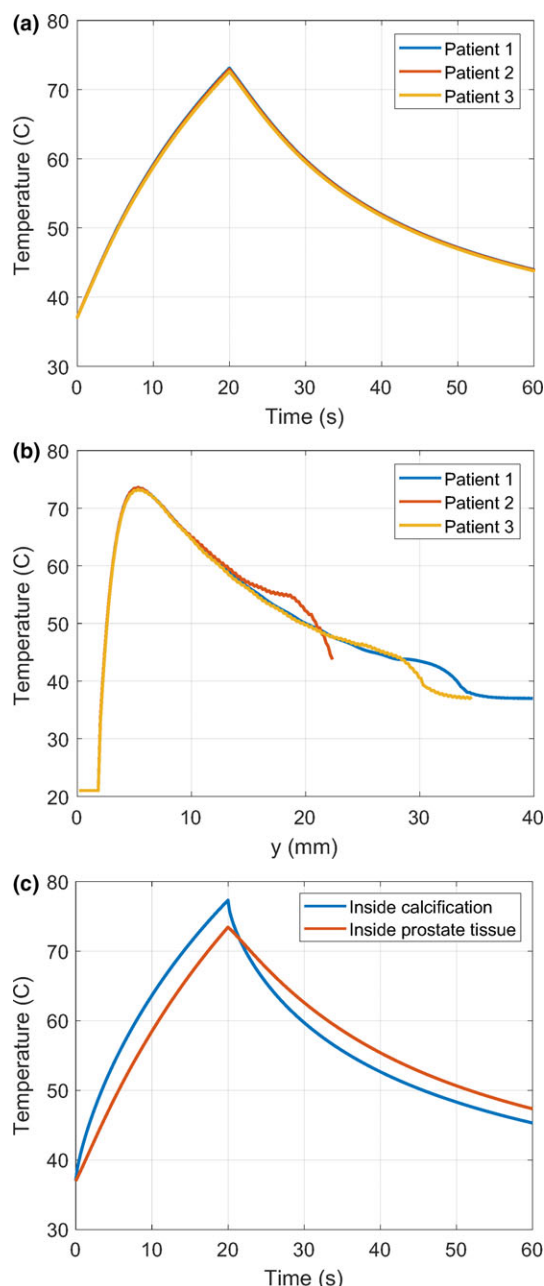 (a)
80
70
60
50
40
30
Temperature (C)
Patient 1
Patient 2
Patient 3
0 10 20 30 40 50 60
Time (s)
(b)
80
70
60
50
40
30
20
Temperature (C)
Patient 1
Patient 2
Patient 3
0 10 20 30 40
y (mm)
(c)
80
70
60
50
40
30
Temperature (C)
Inside calcification
Inside prostate tissue
0 10 20 30 40 50 60
Time (s)